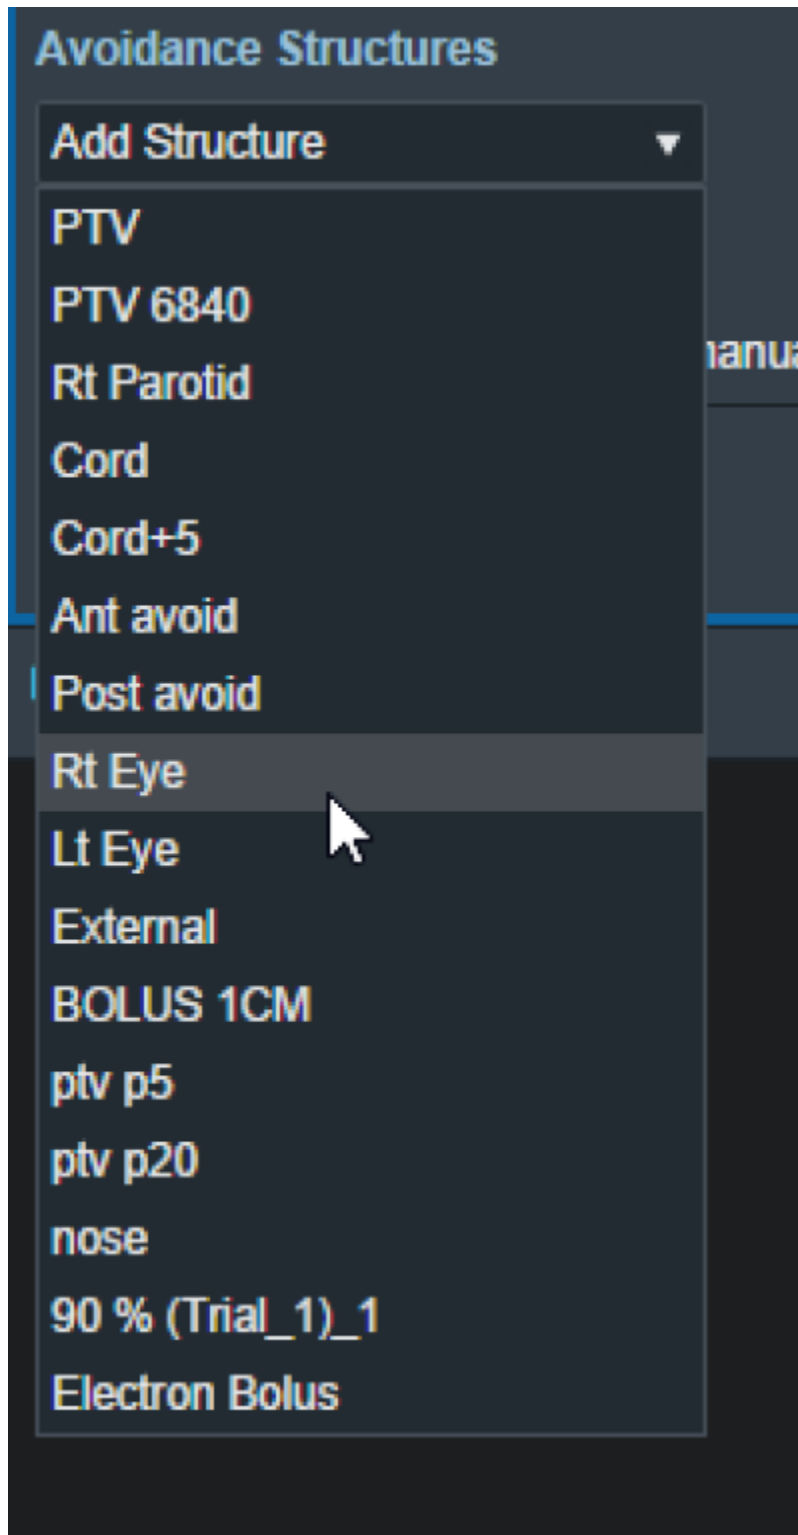 Avoidance Structures
Add Structure
PTV
PTV 6840
Rt Parotid
Cord
Cord+5
Ant avoid
Post avoid
Rt Eye
Lt Eye
External
BOLUS 1CM
ptv p5
ptv p20
nose
90 % (Trial_1)_1
Electron Bolus